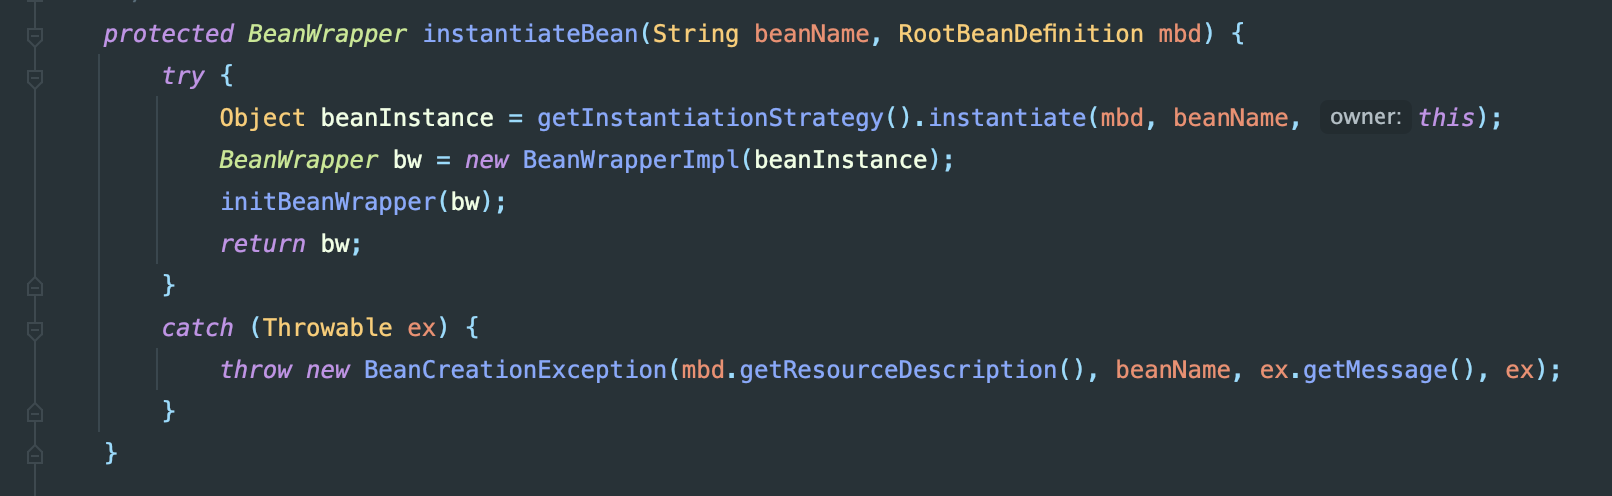 protected BeanWrapper instantiateBean(String beanName, RootBeanDefinition mbd) {
try {
Object beanInstance = getInstantiationStrategy().instantiate(mbd, beanName, owner: this);
BeanWrapper bw = new BeanWrapperImpl(beanInstance);
initBeanWrapper(bw);
return bw;
}
catch (Throwable ex) {
throw new BeanCreationException(mbd.getResourceDescription(), beanName, ex.getMessage(), ex);
}
}